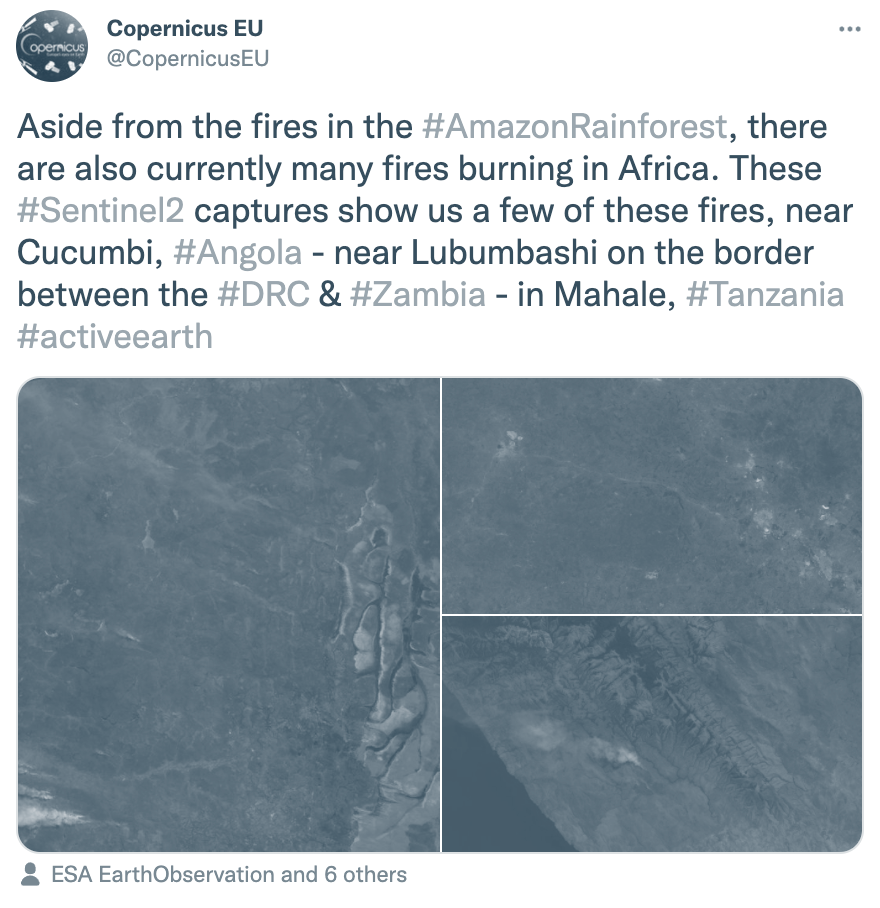 Copernicus EU
@CopernicusEU
opernicus
Aside from the fires in the #AmazonRainforest, there
are also currently many fires burning in Africa. These
#Sentinel2 captures show us a few of these fires, near
Cucumbi, #Angola - near Lubumbashi on the border
between the #DRC & #Zambia - in Mahale, #Tanzania
#activeearth
ESA EarthObservation and 6 others